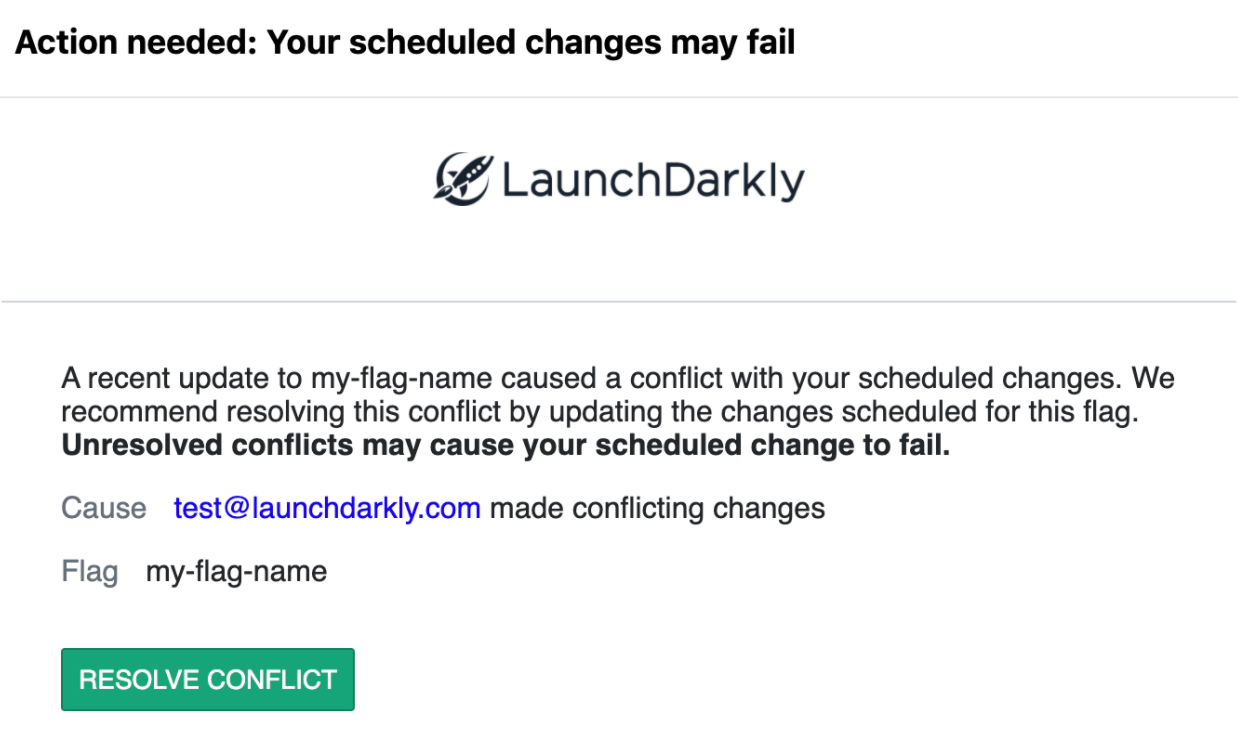 Action needed: Your scheduled changes may fail
LaunchDarkly
A recent update to my-flag-name caused a conflict with your scheduled changes. We
recommend resolving this conflict by updating the changes scheduled for this flag.
Unresolved conflicts may cause your scheduled change to fail.
Cause test@launchdarkly.com made conflicting changes
Flag my-flag-name
RESOLVE CONFLICT